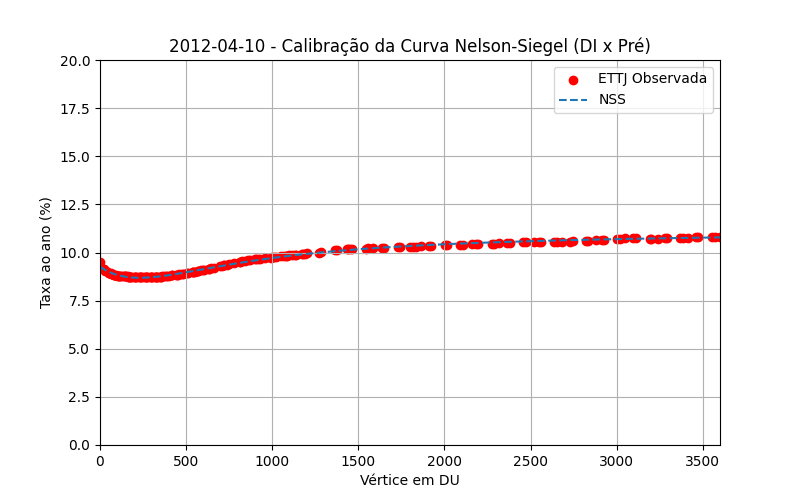 2012-04-10 - Calibração da Curva Nelson-Siegel (DI x Pré)
ETTJ Observada
NSS
Taxa ao ano (%)
20.0
17.5
15.0
12.5
10.0
7.5
5.0
2.5
0.0
0 500 1000 1500 2000 2500 3000 3500
Vértice em DU